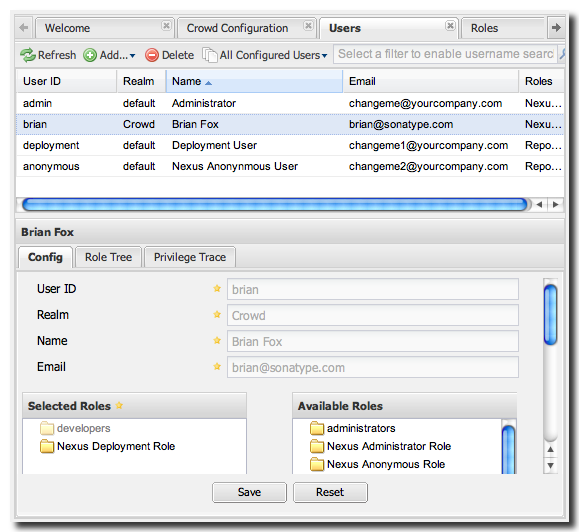 Welcome Crowd Configuration Users Roles
Refresh Add... Delete All Configured Users Select a filter to enable username searc
User ID Realm Name Email Roles
admin default Administrator changeme@yourcompany.com Nexu...
brian Crowd Brian Fox brian@sonatype.com Nexu...
deployment default Deployment User changeme1@yourcompany.com Repo...
anonymous default Nexus Anonynmous User changeme2@yourcompany.com Repo...
Brian Fox
Config Role Tree Privilege Trace
User ID brian
Realm Crowd
Name Brian Fox
Email brian@sonatype.com
Selected Roles Available Roles
developers administrators
Nexus Deployment Role Nexus Administrator Role
Nexus Anonymous Role
Save Reset